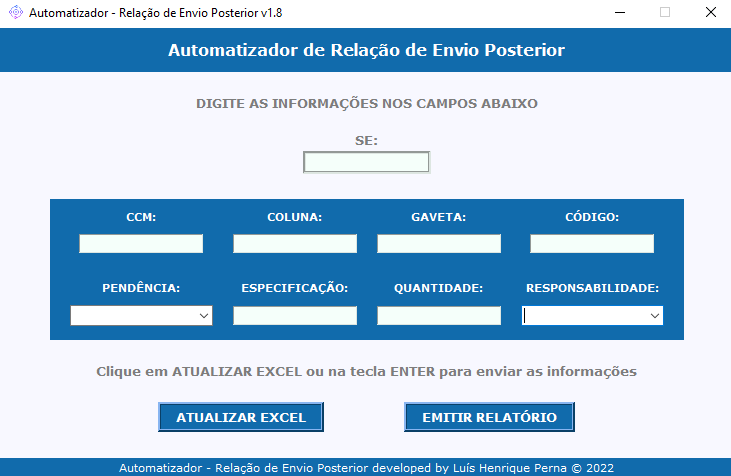 Automatizador - Relação de Envio Posterior v1.8
Automatizador de Relação de Envio Posterior
DIGITE AS INFORMAÇÕES NOS CAMPOS ABAIXO
SE:
CCM: COLUNA: GAVETA: CÓDIGO:
PENDÊNCIA: ESPECIFICAÇÃO: QUANTIDADE: RESPONSABILIDADE:
Clique em ATUALIZAR EXCEL ou na tecla ENTER para enviar as informações
ATUALIZAR EXCEL EMITIR RELATÓRIO
Automatizador - Relação de Envio Posterior developed by Luís Henrique Perna © 2022